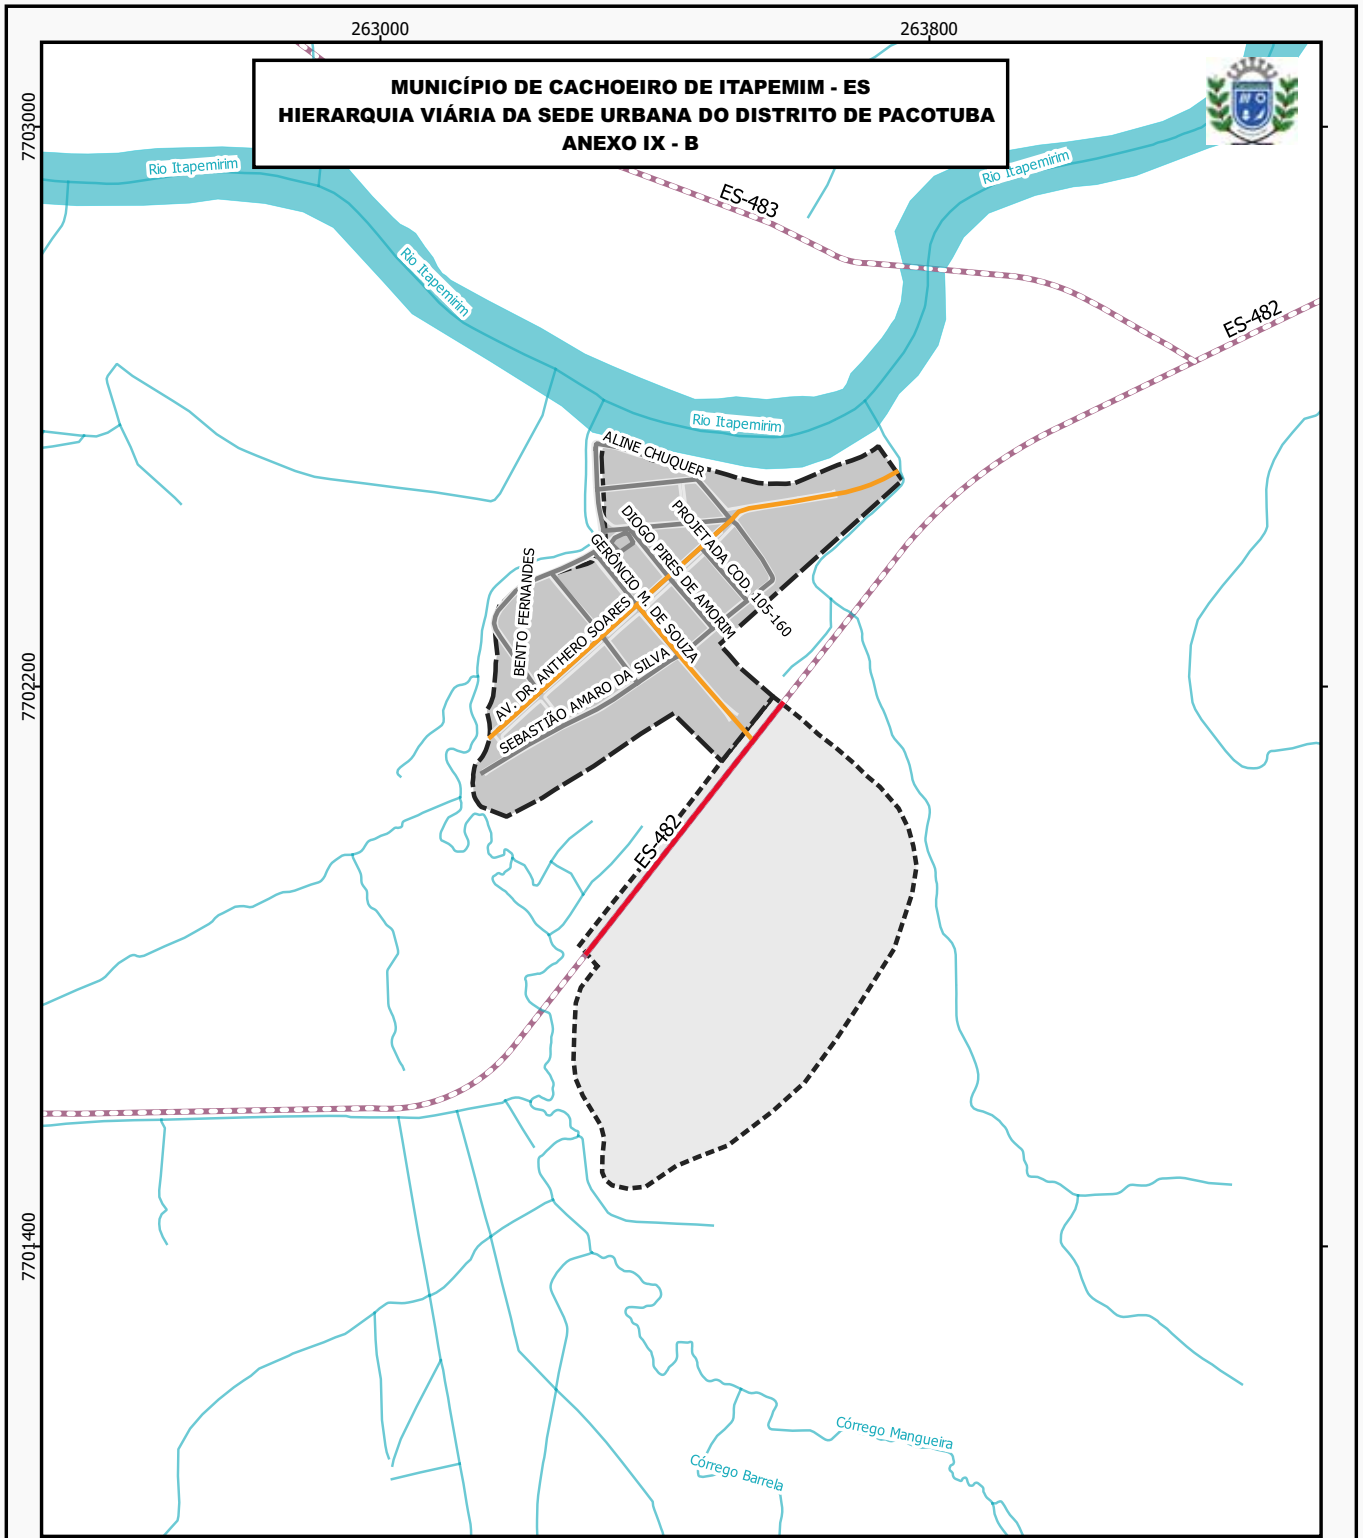 263000
263800
MUNICÍPIO DE CACHOEIRO DE ITAPEMIM - ES
HIERARQUIA VIÁRIA DA SEDE URBANA DO DISTRITO DE PACOTUBA
ANEXO IX - B
7703000
Rio Itapemirim
Rio Itapemirim
ES-483
Rio Itapemirim
ES-482
Rio Itapemirim
ALINE CHUQUER
PROJETADA COD. 105-160
DIOGO PIRES DE AMORIM
GERÔNCIO M. DE SOUZA
BENTO FERNANDES
AV. DR. ANTHERO SOARES
SEBASTIÃO AMARO DA SILVA
7702200
ES-482
7701400
Córrego Mangueira
Córrego Barrela